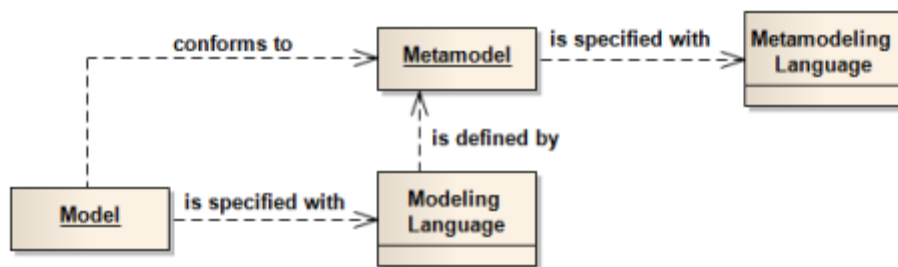 conforms to
Metamodel
is specified with
Metamodeling
Language
is defined by
Model
is specified with
Modeling
Language